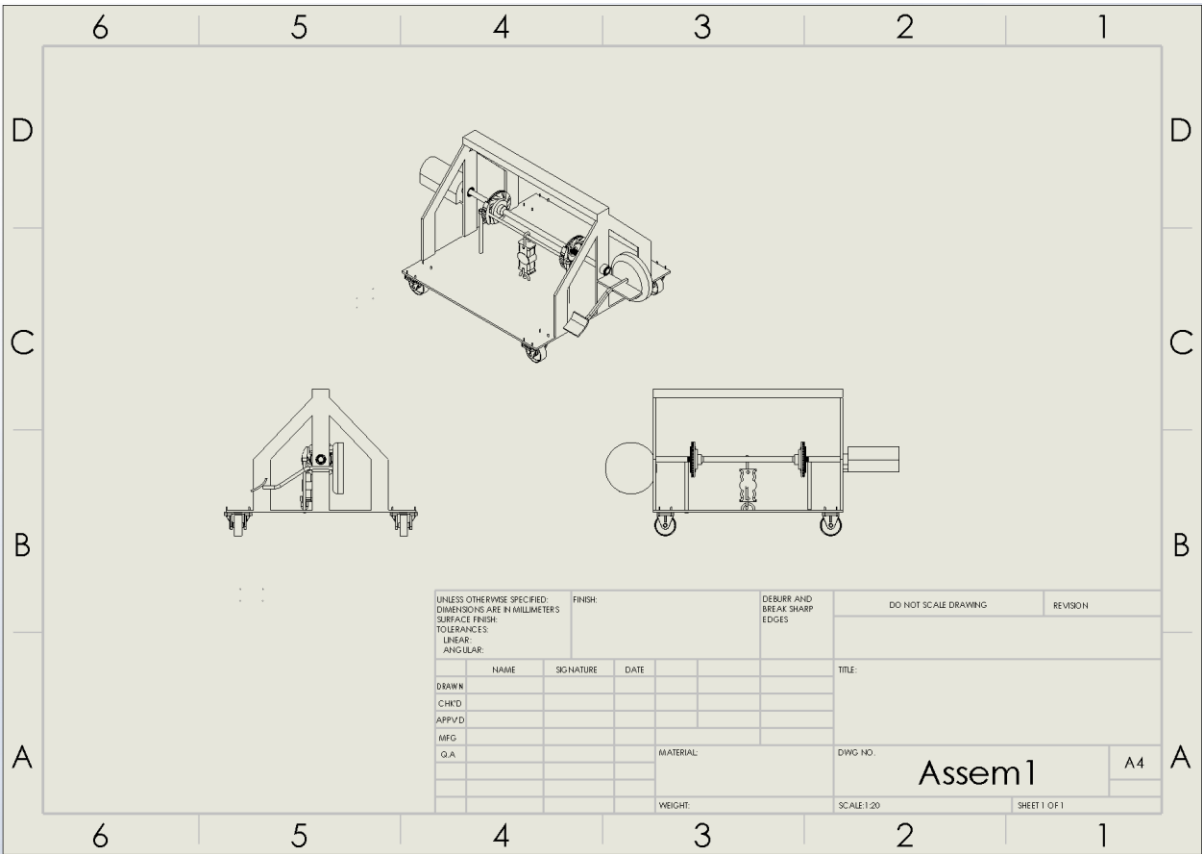 6 5 4 3 2 1
D D
C C
B B
A A
UNLESS OTHERWISE SPECIFIED:
DIMENSIONS ARE IN MILLIMETERS
SURFACE FINISH:
TOLERANCES:
LINEAR:
ANGULAR:
FINISH:
DEBURR AND
BREAK SHARP
EDGES
DO NOT SCALE DRAWING
REVISION
NAME SIGNATURE DATE
TITLE:
DRAWN
CHK'D
APPV'D
MFG
Q.A
MATERIAL:
DWG NO.
Assem1
A4
WEIGHT:
SCALE:1:20
SHEET 1 OF 1
6 5 4 3 2 1